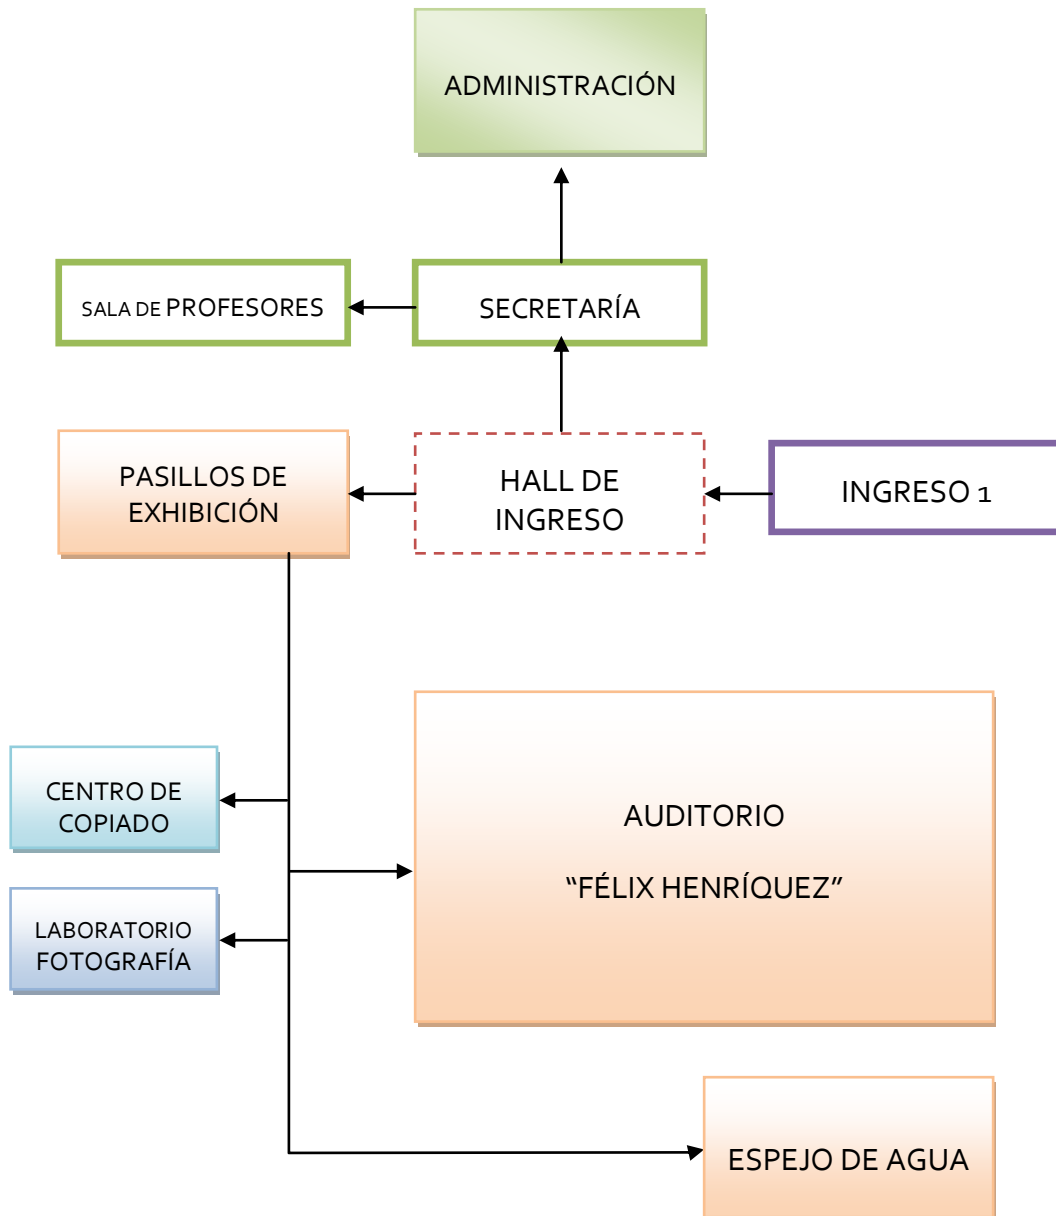 ADMINISTRACIÓN
SALA DE PROFESORES
SECRETARÍA
PASILLOS DE
EXHIBICIÓN
HALL DE
INGRESO
INGRESO 1
CENTRO DE
COPIADO
AUDITORIO
“FÉLIX HENRÍQUEZ”
LABORATORIO
FOTOGRAFÍA
ESPEJO DE AGUA